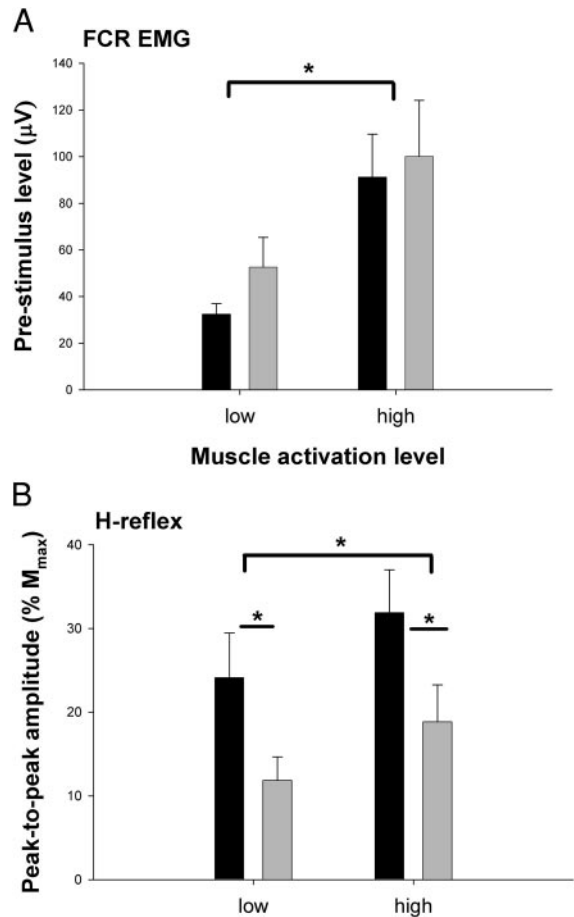 A
FCR EMG
Pre-stimulus level (μV)
140
120
100
80
60
40
20
0
*
low
high
Muscle activation level
B
H-reflex
Peak-to-peak amplitude (% Mmax)
40
30
20
10
0
*
*
*
low
high